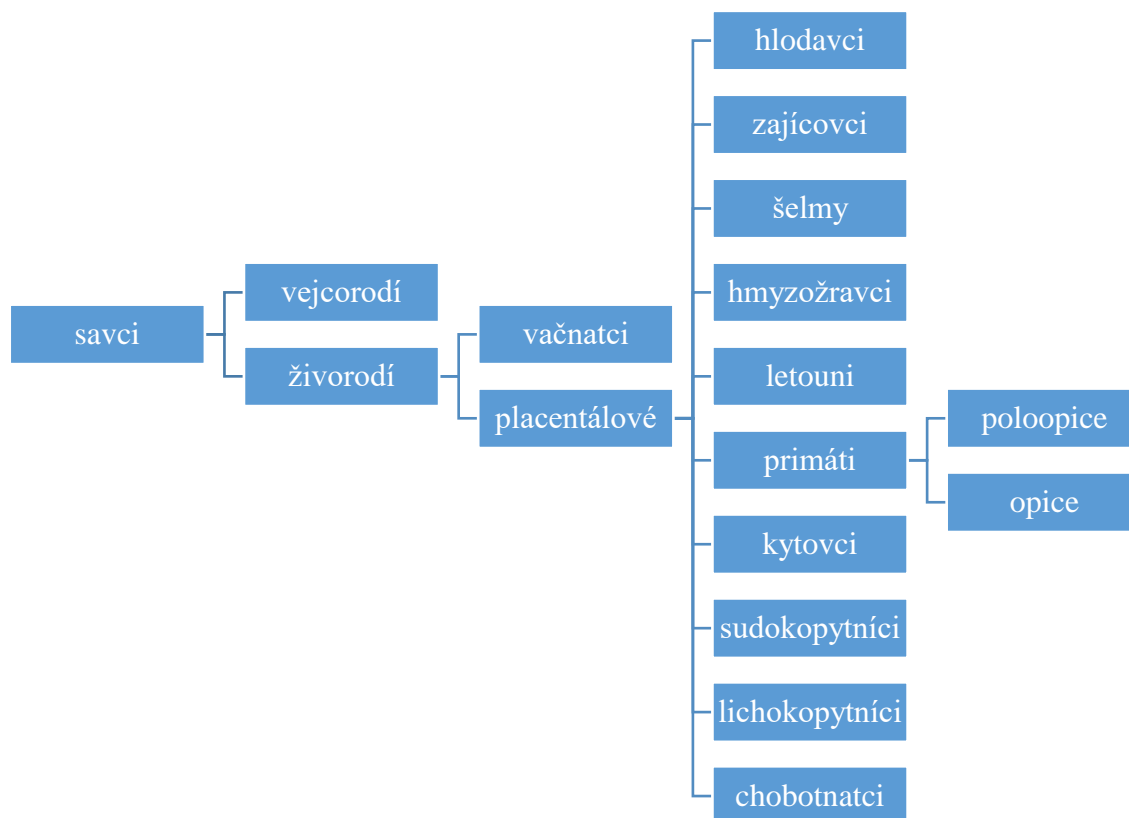 savci
vejcorodí
živorodí
vačnatci
placentálové
hlodavci
zajícovci
šelmy
hmyzožravci
letouni
primáti
kytovci
sudokopytníci
lichokopytníci
chobotnatci
poloopice
opice